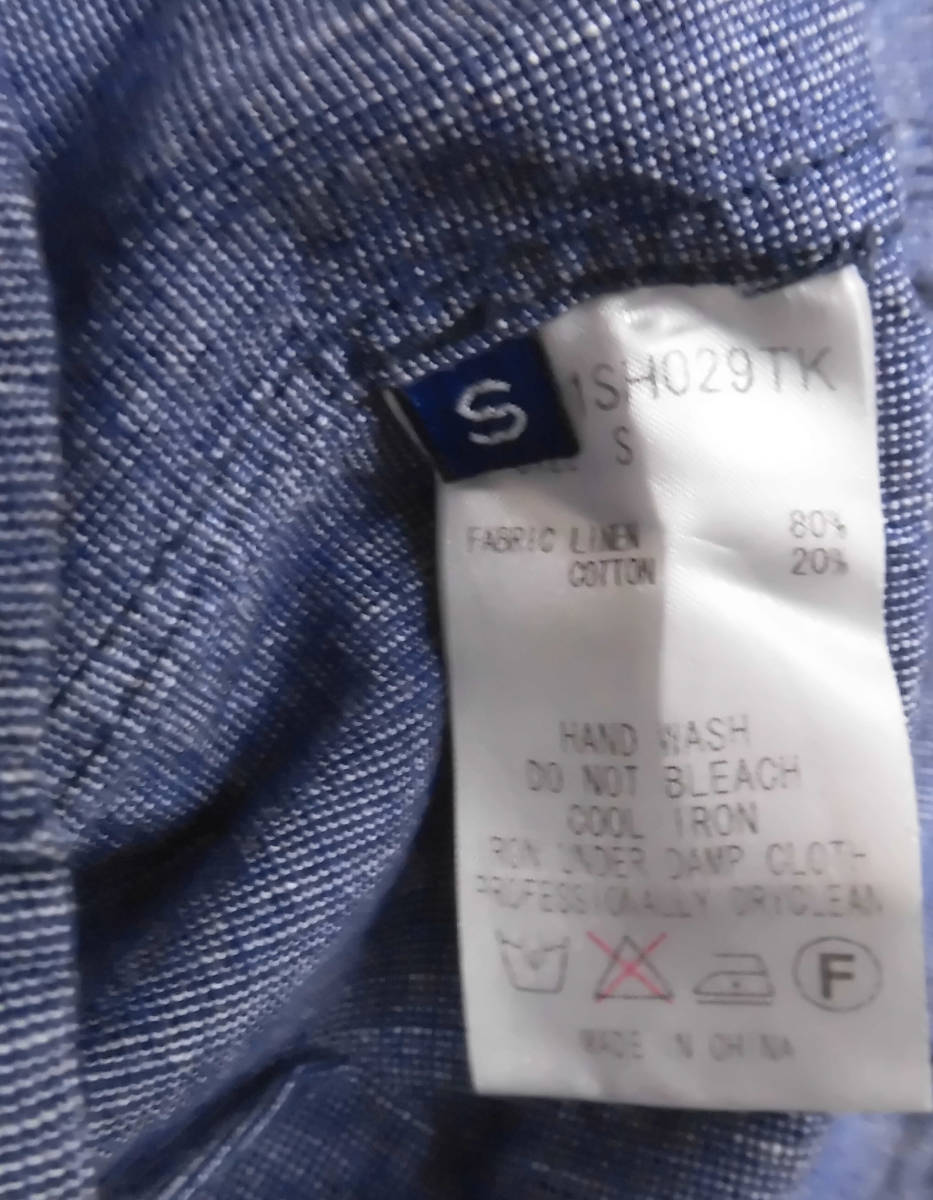 S
1SH029TK
S
FABRIC LINEN 80%
COTTON 20%
HAND WASH
DO NOT BLEACH
COOL IRON
RON UNDER DAMP CLOTH
PROFESSIONALLY DRYCLEAN
F
MADE IN CHINA